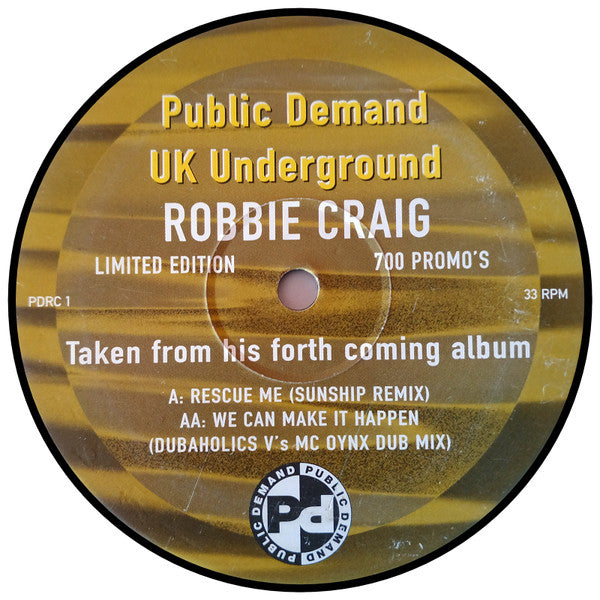 Public Demand
UK Underground
ROBBIE CRAIG
LIMITED EDITION 700 PROMO'S
PDRC 1 33 RPM
Taken from his forth coming album
A: RESCUE ME (SUNSHIP REMIX)
AA: WE CAN MAKE IT HAPPEN
(DUBAHOLICS V's MC OYNX DUB MIX)
PUBLIC DEMAND PUBLIC DEMAND
Pd